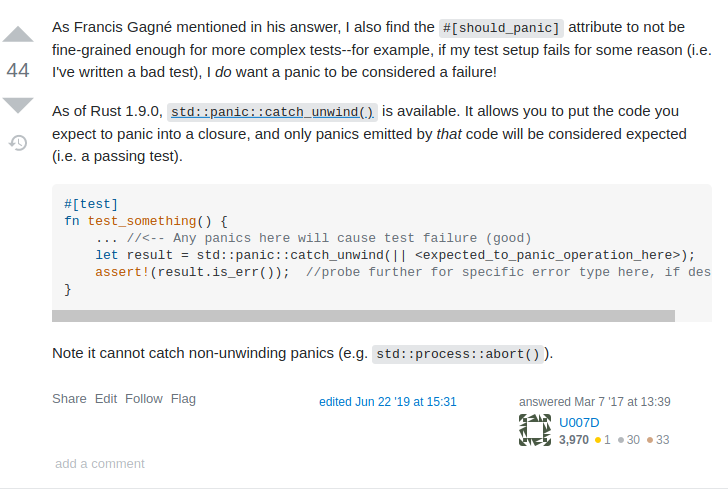 As Francis Gagné mentioned in his answer, I also find the #[should_panic] attribute to not be
fine-grained enough for more complex tests--for example, if my test setup fails for some reason (i.e.
44
I've written a bad test), I do want a panic to be considered a failure!
As of Rust 1.9.0, std::panic::catch_unwind() is available. It allows you to put the code you
expect to panic into a closure, and only panics emitted by that code will be considered expected
(i.e. a passing test).
#[test]
fn test_something() {
    ... //<-- Any panics here will cause test failure (good)
    let result = std::panic::catch_unwind(|| <expected_to_panic_operation_here>);
    assert!(result.is_err());  //probe further for specific error type here, if des
}
Note it cannot catch non-unwinding panics (e.g. std::process::abort()).
Share Edit Follow Flag
edited Jun 22 '19 at 15:31
answered Mar 7 '17 at 13:39
U007D
3,970 1 30 33
add a comment